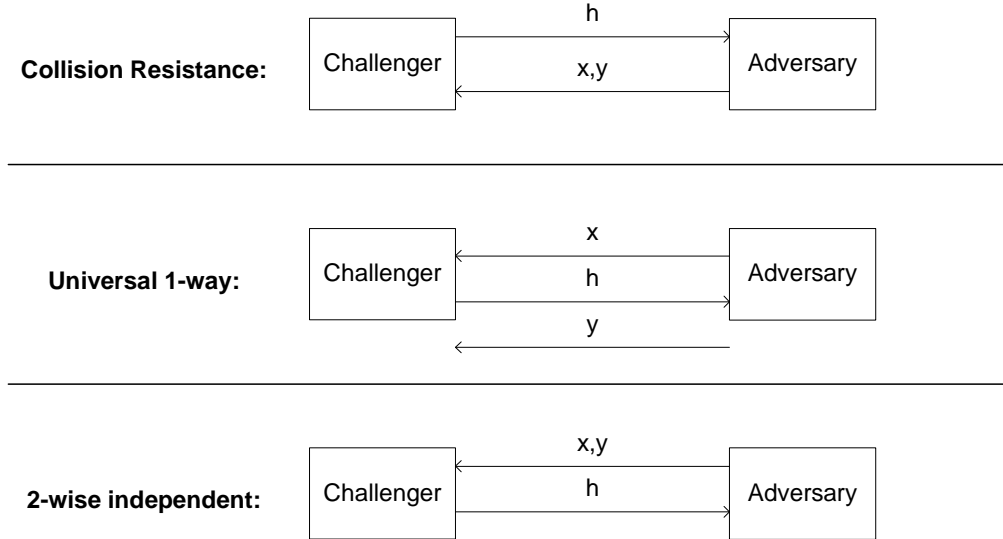 h
Collision Resistance: Challenger Adversary
x,y
x
Universal 1-way: Challenger Adversary
h
y
x,y
2-wise independent: Challenger Adversary
h